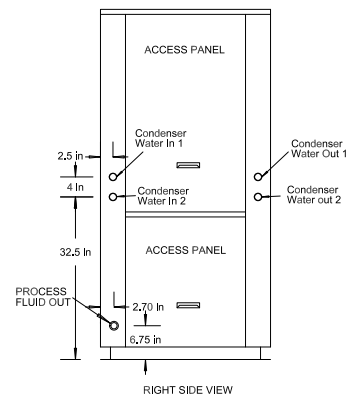 ACCESS PANEL
Condenser
Water In 1
2.5 in
Condenser
Water Out 1
4 In
Condenser
Water In 2
Condenser
Water out 2
32.5 In
ACCESS PANEL
PROCESS
FLUID OUT
2.70 in
6.75 in
RIGHT SIDE VIEW